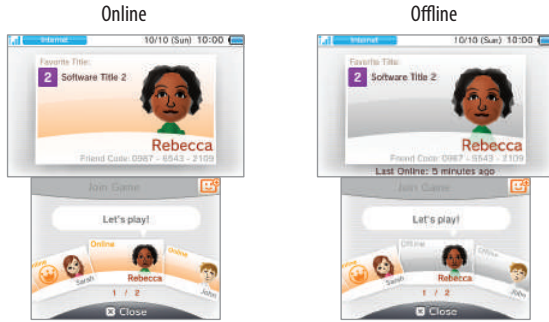 Online
Offline
Internet 10/10 (Sun) 10:00
Favorite Title:
2 Software Title 2
Rebecca
Friend Code: 0987 - 6543 - 2109
Join Game
Let's play!
Online
Online
Sarah
Rebecca
John
1 / 2
Close
Internet 10/10 (Sun) 10:00
Favorite Title:
2 Software Title 2
Rebecca
Friend Code: 0987 - 6543 - 2109
Last Online: 5 minutes ago
Join Game
Let's play!
Offline
Offline
Sarah
Rebecca
John
1 / 2
Close